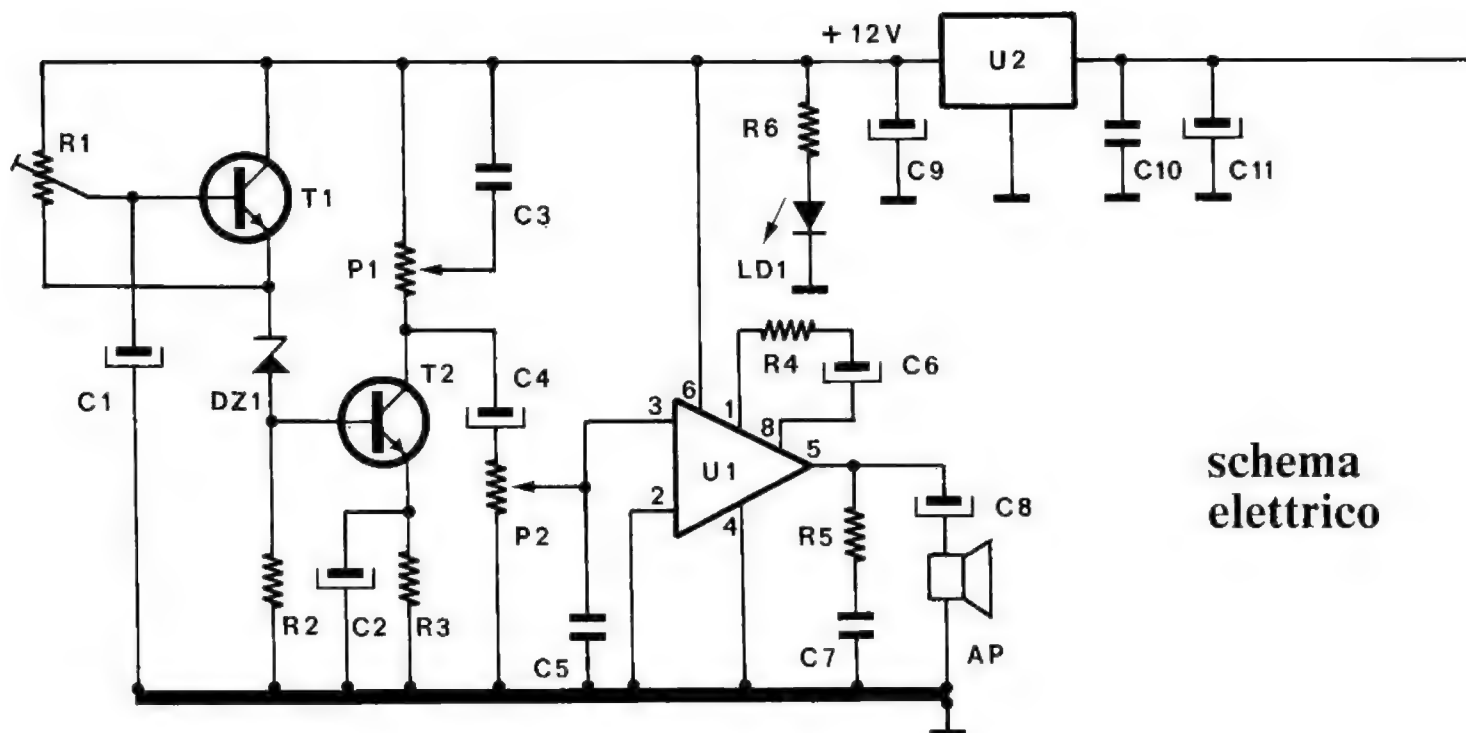 +12V
U2
R1
R6
C9
C10
C11
T1
C3
P1
LD1
R4
C6
T2
C4
C1
DZ1
3
6
1
8
5
U1
2
4
P2
R5
C8
R2
C2
R3
C5
C7
AP
schema
elettrico